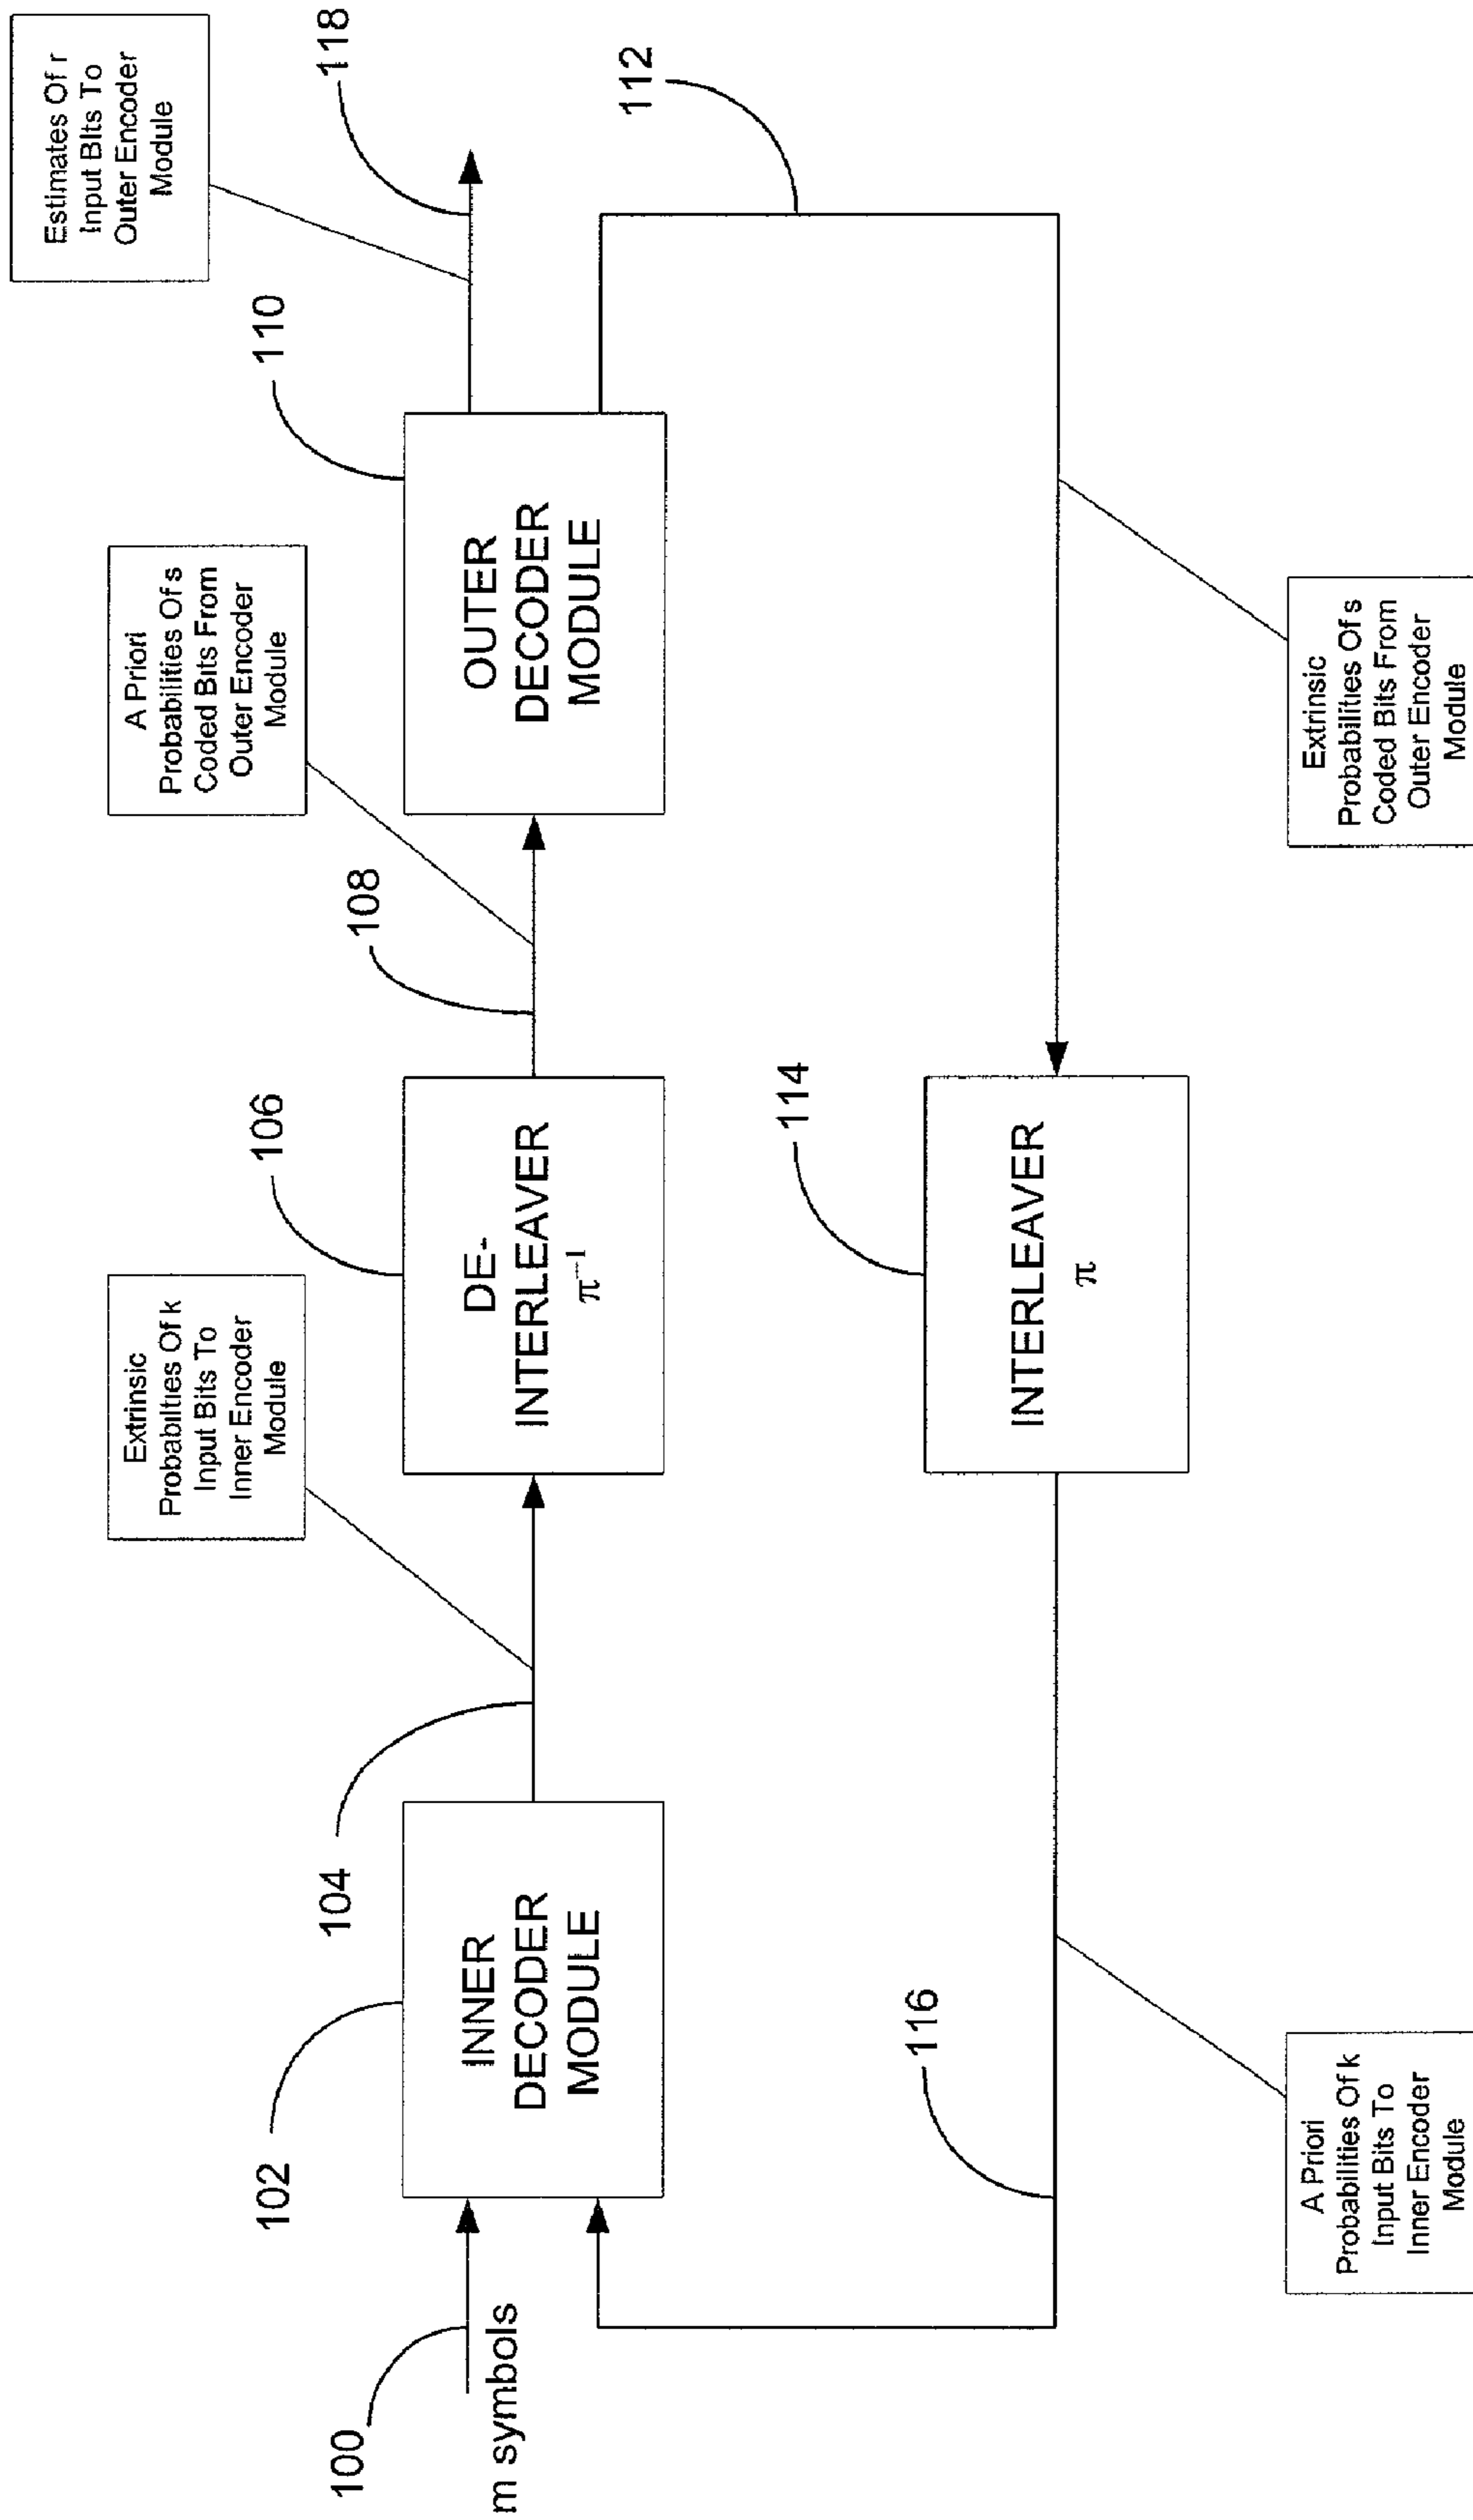 Estimates Of r
Input BIts To
Outer Encoder
Module
118
110
A Priori
Probabilities Of s
Coded Bits From
Outer Encoder
Module
108
OUTER
DECODER
MODULE
112
Extrinsic
Probabilities Of s
Coded Bits From
Outer Encoder
Module
Extrinsic
Probabilties Of k
Input Bits To
Inner Encoder
Module
106
DE-
INTERLEAVER
π⁻¹
114
INTERLEAVER
π
104
102
INNER
DECODER
MODULE
100
m symbols
116
A Priori
Probabilities Of k
Input Bits To
Inner Encoder
Module